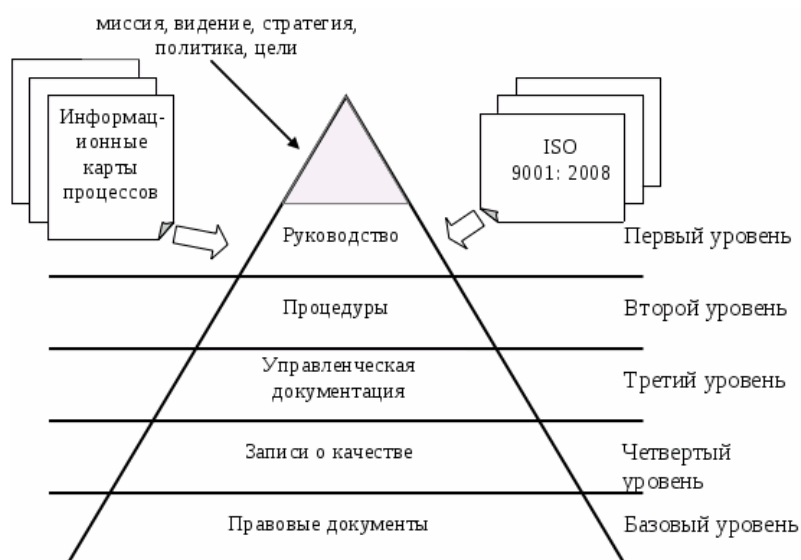 миссия, видение, стратегия,
политика, цели
Информац-
ионные
карты
процессов
ISO
9001: 2008
Руководство
Первый уровень
Процедуры
Второй уровень
Управленческая
документация
Третий уровень
Записи о качестве
Четвертый
уровень
Правовые документы
Базовый уровень